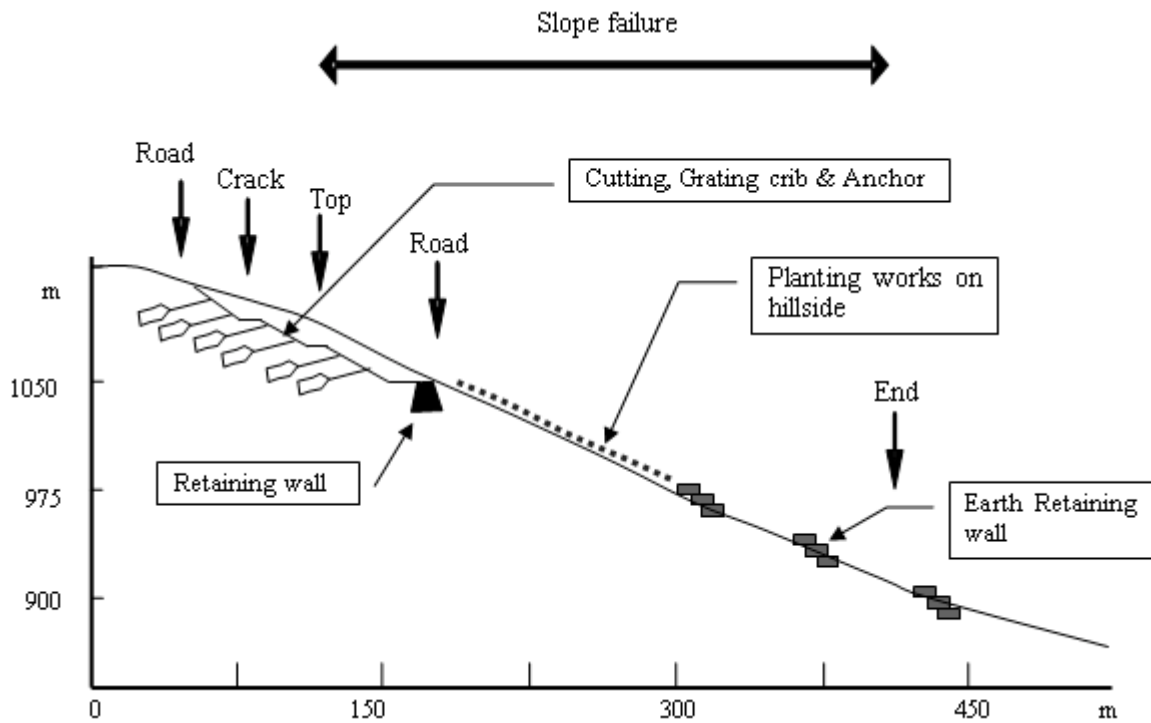 Slope failure
Road
Crack
Top
Road
Cutting, Grating crib & Anchor
Planting works on
hillside
m
1050
End
Retaining wall
975
Earth Retaining
wall
900
0
150
300
450
m